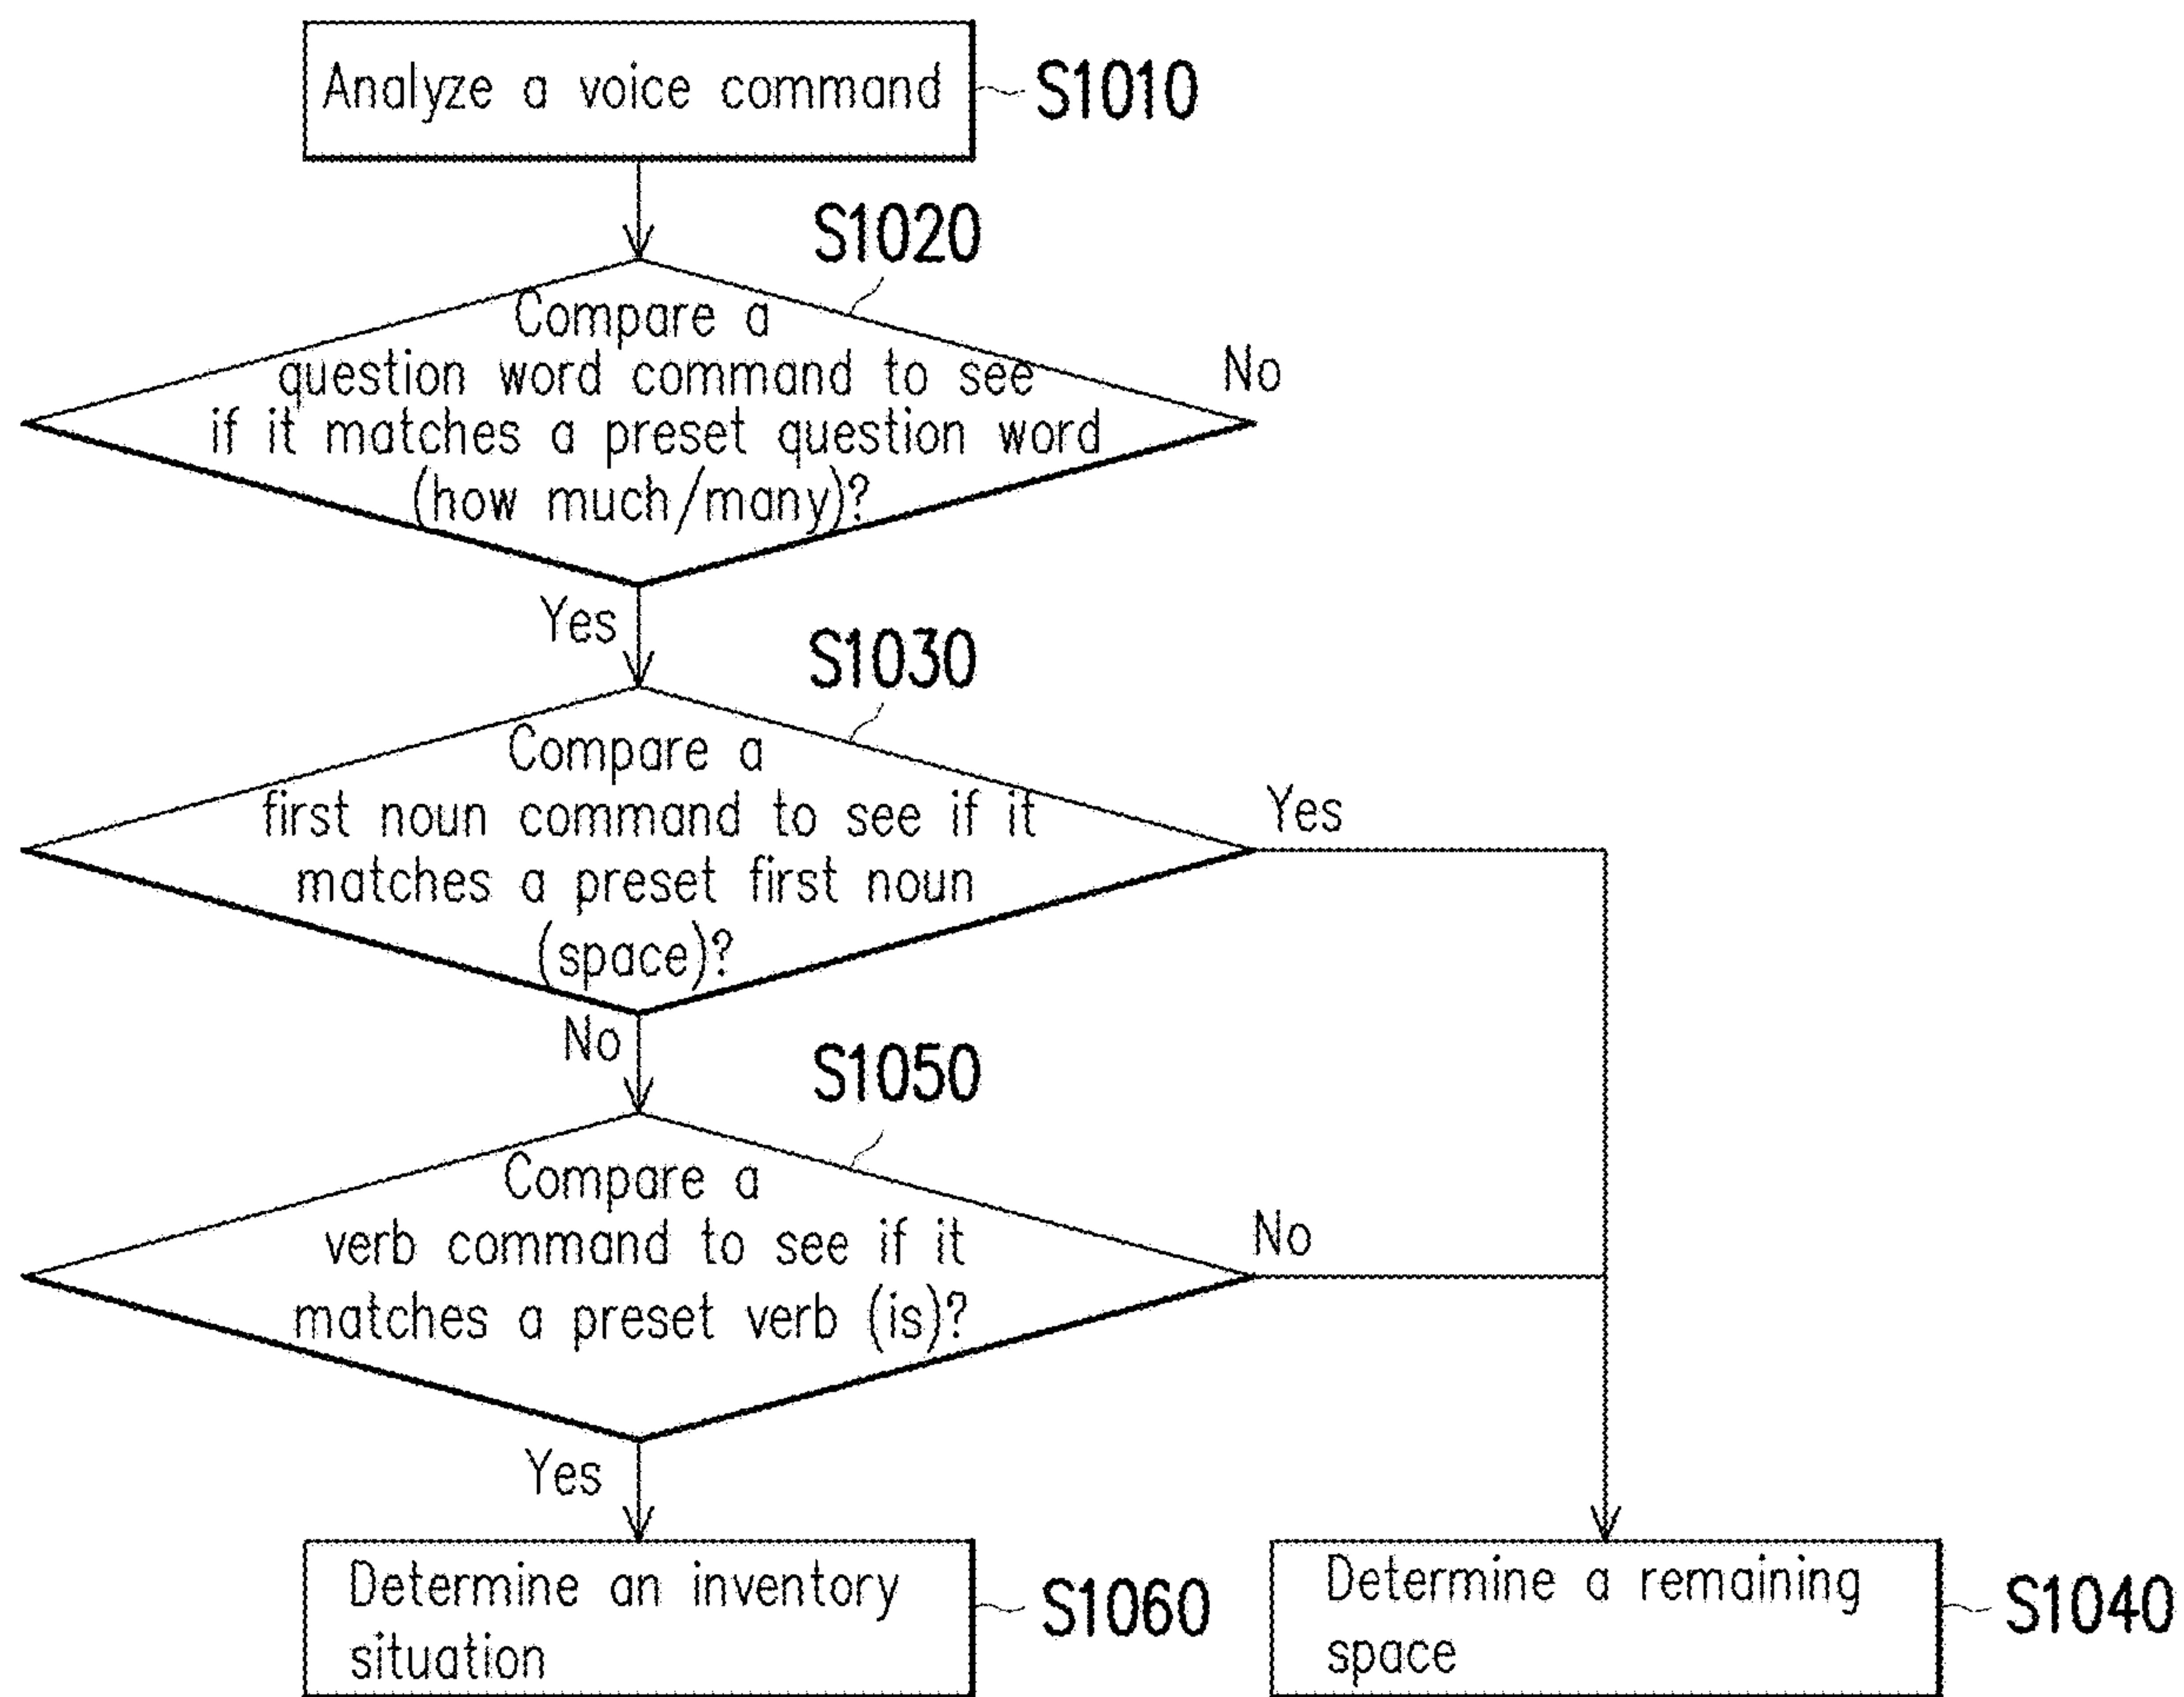 Analyze a voice command
S1010
S1020
Compare a
question word command to see
if it matches a preset question word
(how much/many)?
No
Yes
S1030
Compare a
first noun command to see if it
matches a preset first noun
(space)?
Yes
No
S1050
Compare a
verb command to see if it
matches a preset verb (is)?
No
Yes
Determine an inventory
situation
S1060
Determine a remaining
space
S1040